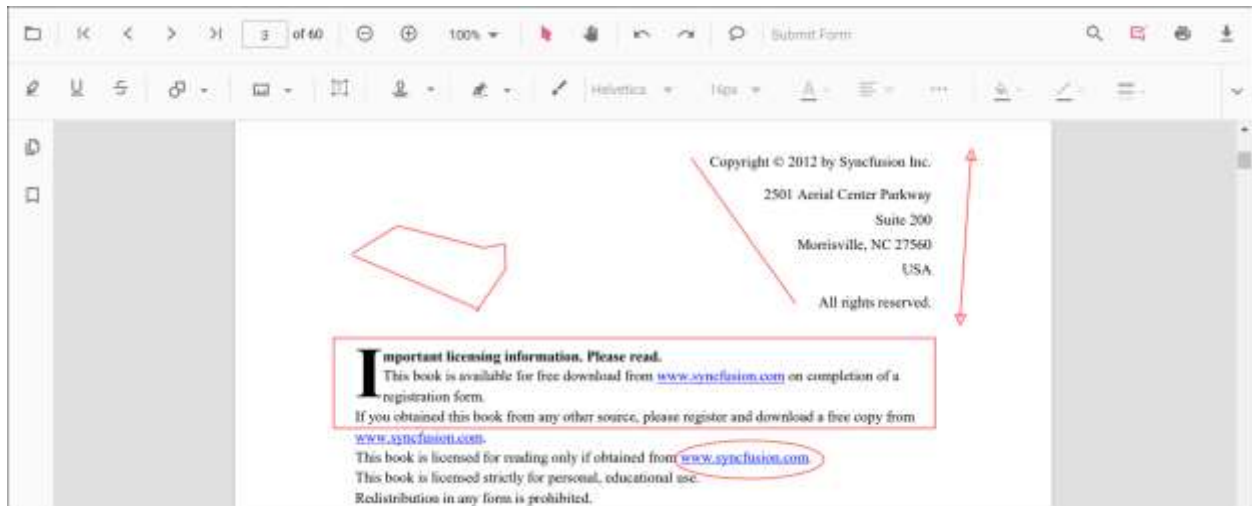 3 of 60 100% Submit Form
Helvetica 16px
Copyright © 2012 by Syncfusion Inc.
2501 Aerial Center Parkway
Suite 200
Morrisville, NC 27560
USA
All rights reserved.
Important licensing information. Please read.
This book is available for free download from www.syncfusion.com on completion of a
registration form.
If you obtained this book from any other source, please register and download a free copy from
www.syncfusion.com.
This book is licensed for reading only if obtained from www.syncfusion.com.
This book is licensed strictly for personal, educational use.
Redistribution in any form is prohibited.